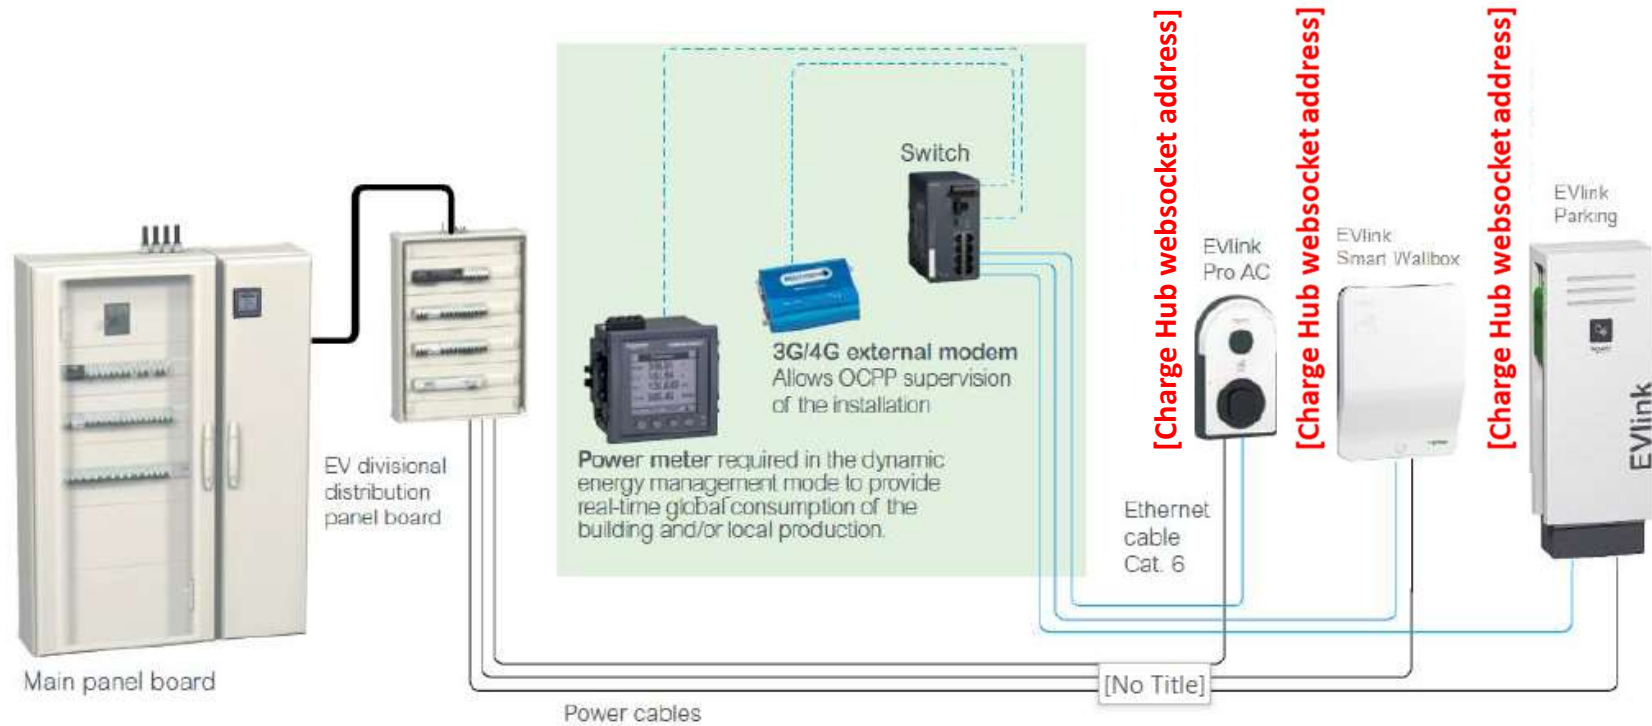 [Charge Hub websocket address]
[Charge Hub websocket address]
[Charge Hub websocket address]
Switch
EVlink
Pro AC
EVlink
Smart Wallbox
EVlink
Parking
EVlink
3G/4G external modem
Allows OCPP supervision
of the installation
Power meter required in the dynamic
energy management mode to provide
real-time global consumption of the
building and/or local production.
EV divisional
distribution
panel board
Ethernet
cable
Cat. 6
Main panel board
[No Title]
Power cables